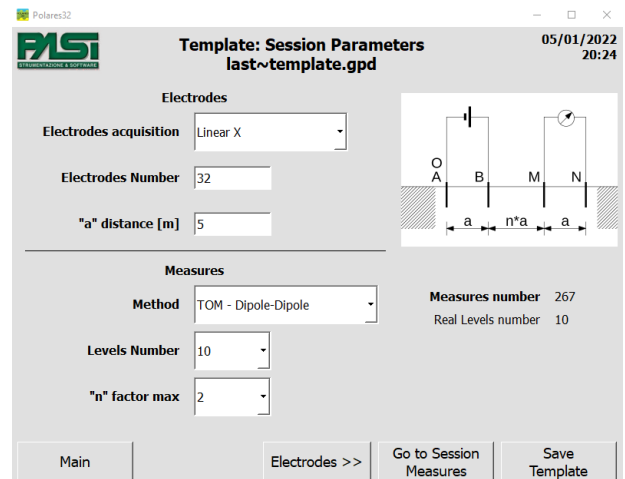 Polares32
PASI
STRUMENTAZIONE & SOFTWARE
Template: Session Parameters
last~template.gpd
05/01/2022
20:24
Electrodes
Electrodes acquisition Linear X
Electrodes Number 32
"a" distance [m] 5
O
A B M N
a n*a a
Measures
Method TOM - Dipole-Dipole
Measures number 267
Real Levels number 10
Levels Number 10
"n" factor max 2
Main
Electrodes >>
Go to Session
Measures
Save
Template